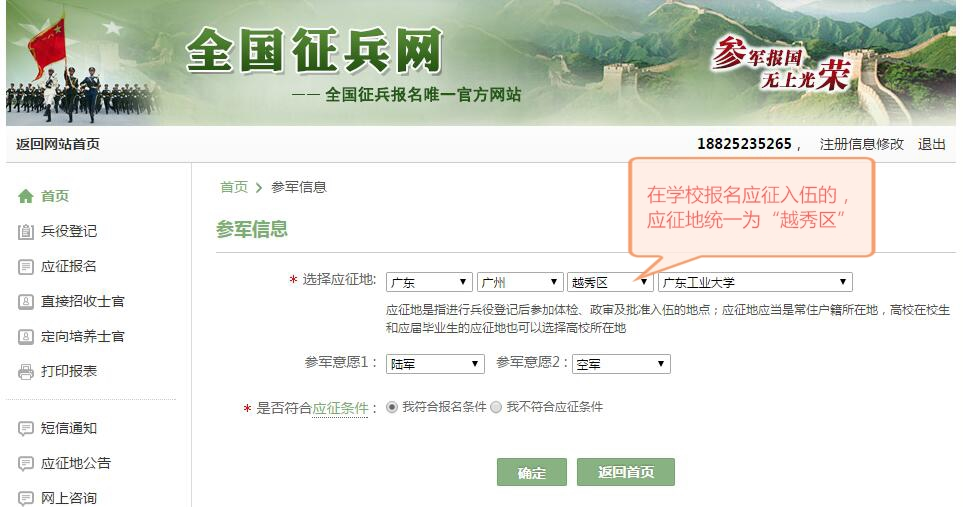 全国征兵网
—— 全国征兵报名唯一官方网站
参军报国
无上光荣
返回网站首页
18825235265， 注册信息修改 退出
首页
兵役登记
应征报名
直接招收士官
定向培养士官
打印报表
短信通知
应征地公告
网上咨询
首页 > 参军信息
在学校报名应征入伍的，
应征地统一为“越秀区”
参军信息
* 选择应征地: 广东 广州 越秀区 广东工业大学
应征地是指进行兵役登记后参加体检、政审及批准入伍的地点；应征地应当是常住户籍所在地，高校在校生
和应届毕业生的应征地也可以选择高校所在地
参军意愿1： 陆军 参军意愿2： 空军
* 是否符合应征条件： 我符合报名条件 我不符合应征条件
确定 返回首页